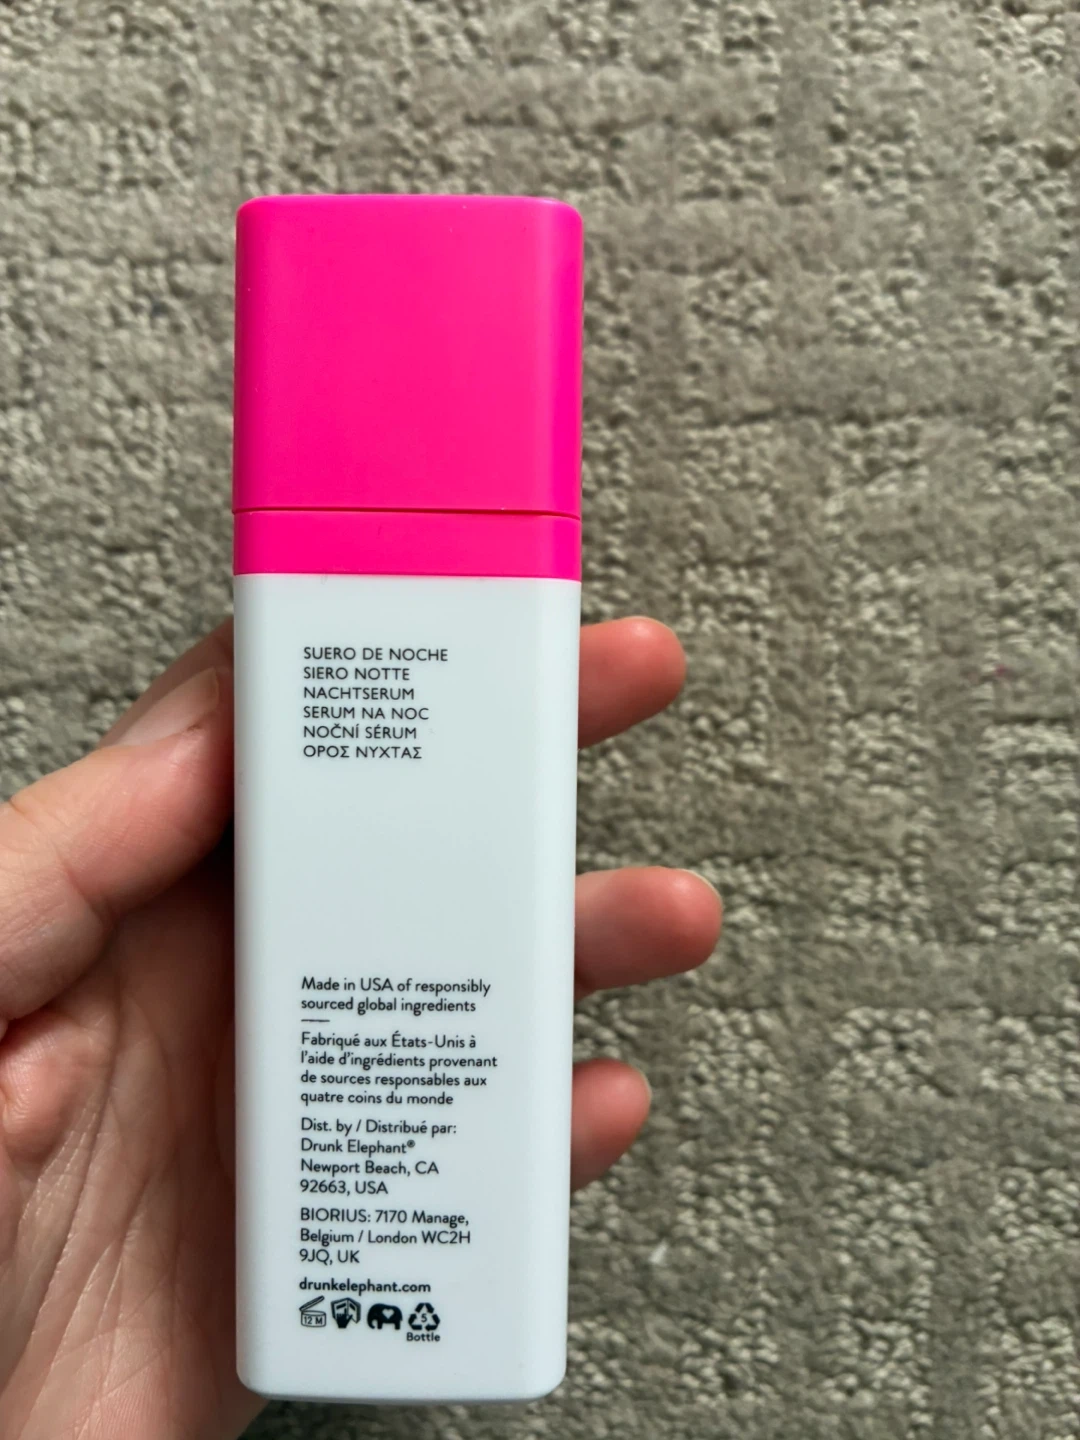 SUERO DE NOCHE
SIERO NOTTE
NACHTSERUM
SERUM NA NOC
NOČNÍ SÉRUM
ΟΡΟΣ ΝΥΧΤΑΣ
Made in USA of responsibly
sourced global ingredients
Fabriqué aux États-Unis à
l'aide d'ingrédients provenant
de sources responsables aux
quatre coins du monde
Dist. by / Distribué par:
Drunk Elephant®
Newport Beach, CA
92663, USA
BIORIUS: 7170 Manage,
Belgium / London WC2H
9JQ, UK
drunkelephant.com
12 M
5
Bottle